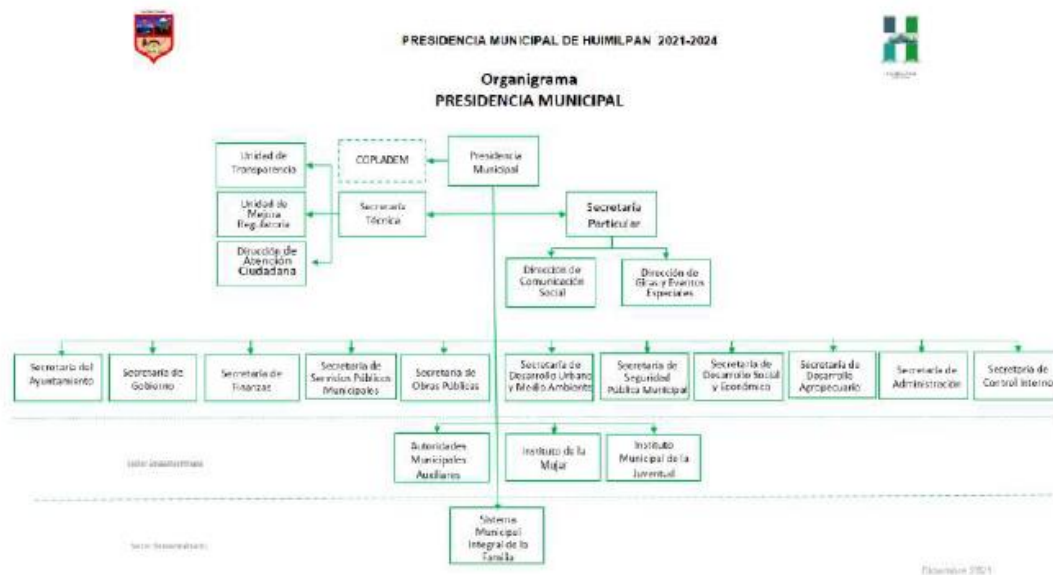 PRESIDENCIA MUNICIPAL DE HUIMILPAN 2021-2024
Organigrama
PRESIDENCIA MUNICIPAL
Unidad de
Transparencia
COPLADEM
Presidencia
Municipal
Unidad de
Mejora
Regulatoria
Secretaría
Técnica
Secretaría
Particular
Dirección de
Atención
Ciudadana
Dirección de
Comunicación
Social
Dirección de
Giras y Eventos
Especiales
Secretaría del
Ayuntamiento
Secretaría de
Gobierno
Secretaría de
Finanzas
Secretaría de
Servicios Públicos
Municipales
Secretaría de
Obras Públicas
Secretaría de
Desarrollo Urbano
y Medio Ambiente
Secretaría de
Seguridad
Pública Municipal
Secretaría de
Desarrollo Social
y Económico
Secretaría de
Desarrollo
Agropecuario
Secretaría de
Administración
Secretaría de
Control Interno
Autoridades
Municipales
Auxiliares
Instituto de la
Mujer
Instituto
Municipal de la
Juventud
Sistema
Municipal
Integral de la
Familia
Diciembre 2021